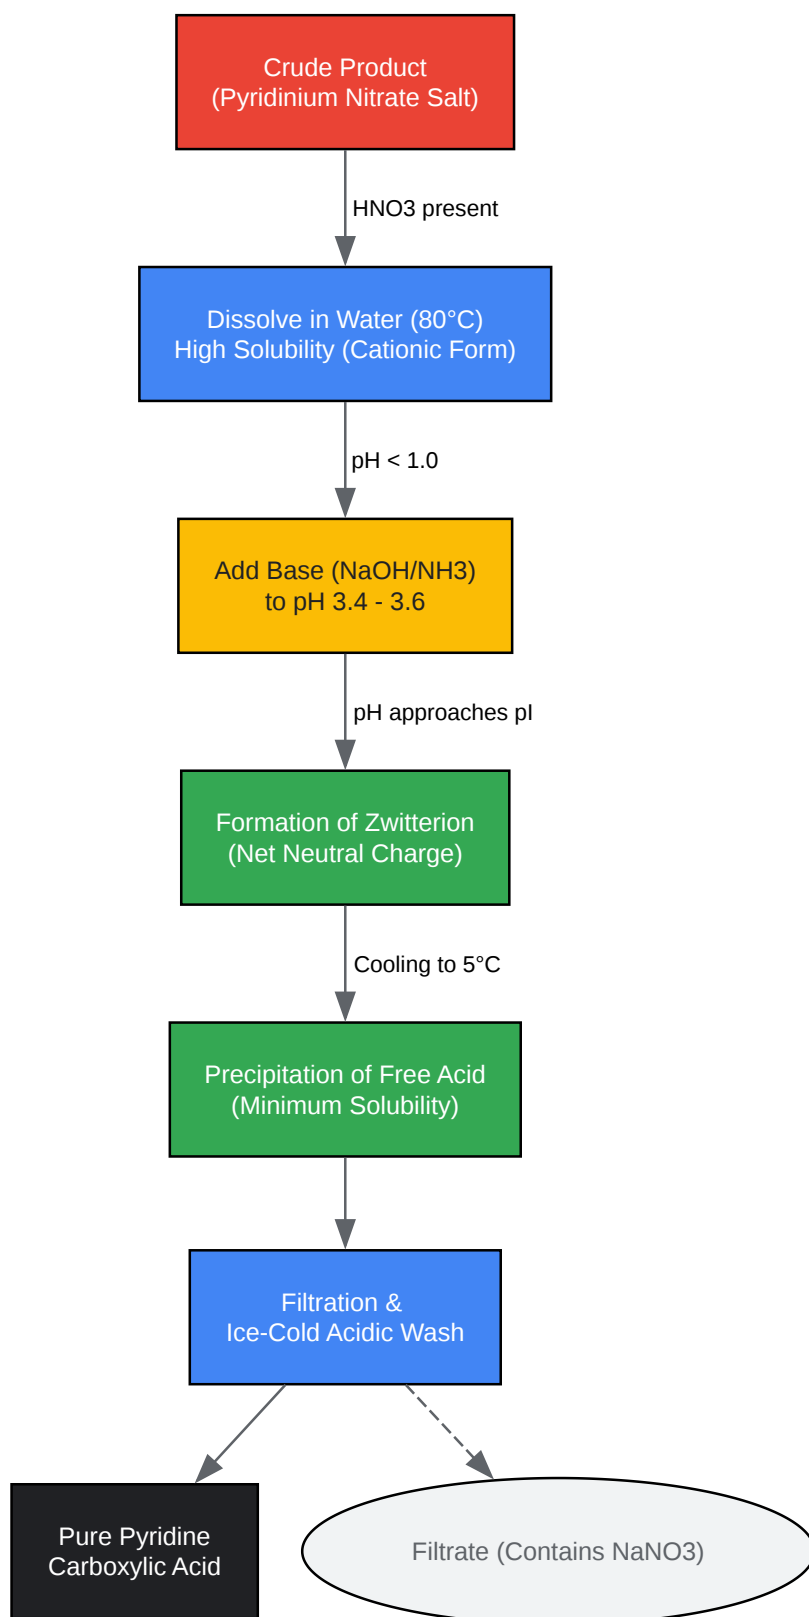 Crude Product
(Pyridinium Nitrate Salt)
HNO3 present
Dissolve in Water (80°C)
High Solubility (Cationic Form)
pH < 1.0
Add Base (NaOH/NH3)
to pH 3.4 - 3.6
pH approaches pI
Formation of Zwitterion
(Net Neutral Charge)
Cooling to 5°C
Precipitation of Free Acid
(Minimum Solubility)
Filtration &
Ice-Cold Acidic Wash
Pure Pyridine
Carboxylic Acid
Filtrate (Contains NaNO3)